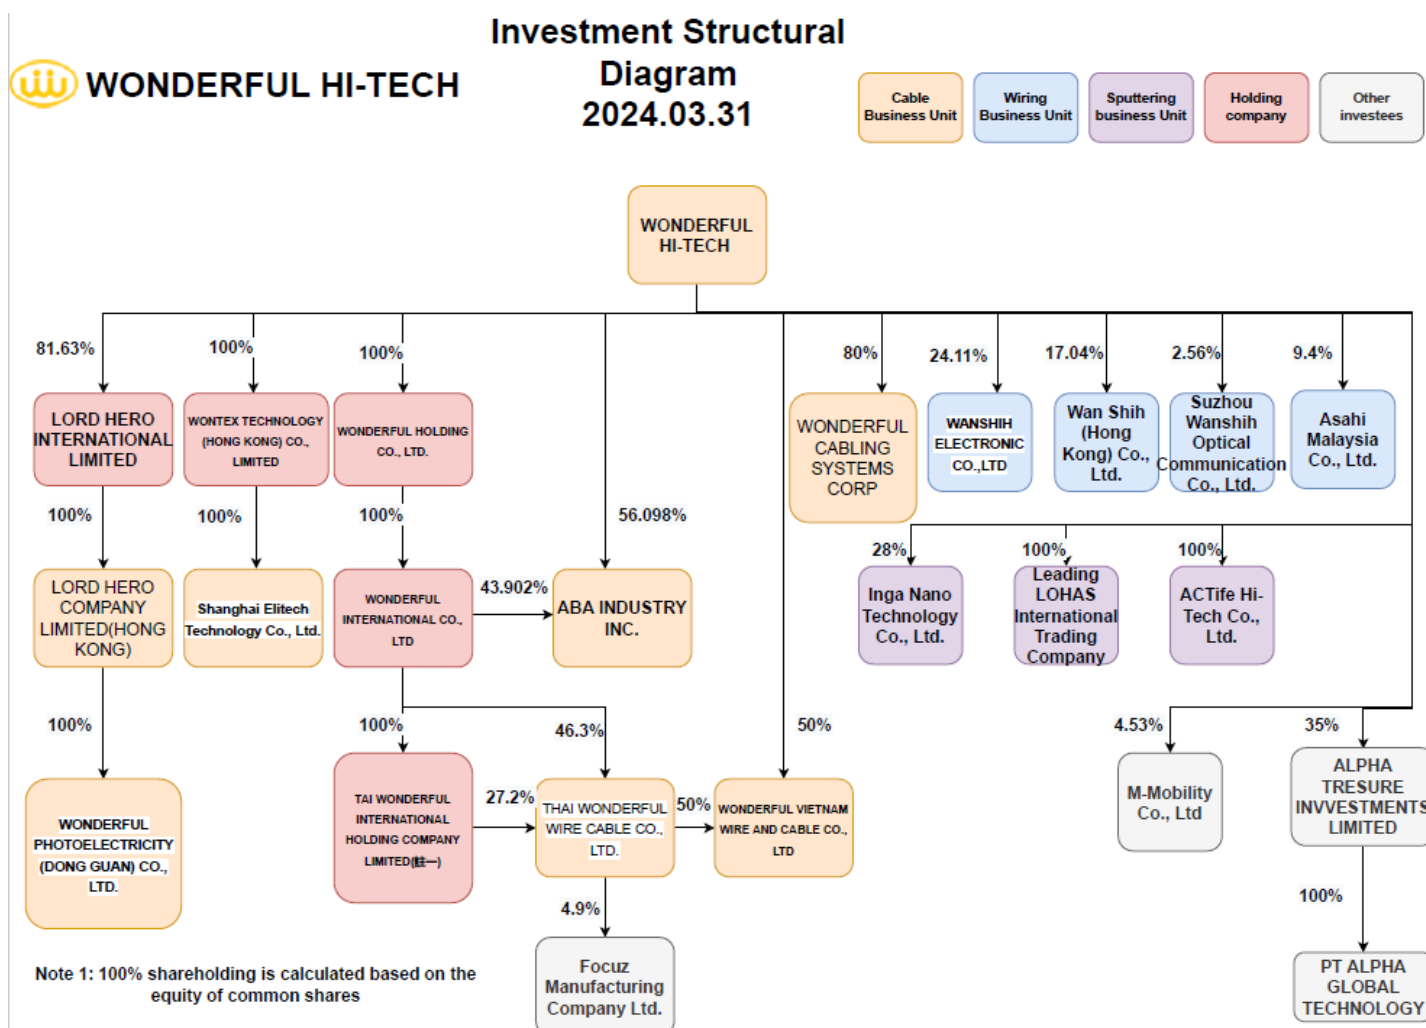 Investment Structural
Diagram
2024.03.31
WONDERFUL HI-TECH
Cable
Business Unit
Wiring
Business Unit
Sputtering
business Unit
Holding
company
Other
investees
WONDERFUL
HI-TECH
81.63%
100%
100%
80%
24.11%
17.04%
2.56%
9.4%
LORD HERO
INTERNATIONAL
LIMITED
WONTEX TECHNOLOGY
(HONG KONG) CO.,
LIMITED
WONDERFUL HOLDING
CO., LTD.
WONDERFUL
CABLING
SYSTEMS
CORP
WANSHIH
ELECTRONIC
CO.,LTD
Wan Shih
(Hong
Kong) Co.,
Ltd.
Suzhou
Wanshih
Optical
Communication
Co., Ltd.
Asahi
Malaysia
Co., Ltd.
100%
100%
100%
56.098%
28%
100%
100%
LORD HERO
COMPANY
LIMITED(HONG
KONG)
Shanghai Elitech
Technology Co., Ltd.
WONDERFUL
INTERNATIONAL CO.,
LTD
43.902%
ABA INDUSTRY
INC.
Inga Nano
Technology
Co., Ltd.
Leading
LOHAS
International
Trading
Company
ACTife Hi-
Tech Co.,
Ltd.
100%
100%
46.3%
50%
4.53%
35%
WONDERFUL
PHOTOELECTRICITY
(DONG GUAN) CO.,
LTD.
TAI WONDERFUL
INTERNATIONAL
HOLDING COMPANY
LIMITED(註一)
27.2%
THAI WONDERFUL
WIRE CABLE CO.,
LTD.
50%
WONDERFUL VIETNAM
WIRE AND CABLE CO.,
LTD
M-Mobility
Co., Ltd
ALPHA
TRESURE
INVVESTMENTS
LIMITED
4.9%
100%
Focuz
Manufacturing
Company Ltd.
PT ALPHA
GLOBAL
TECHNOLOGY
Note 1: 100% shareholding is calculated based on the
equity of common shares